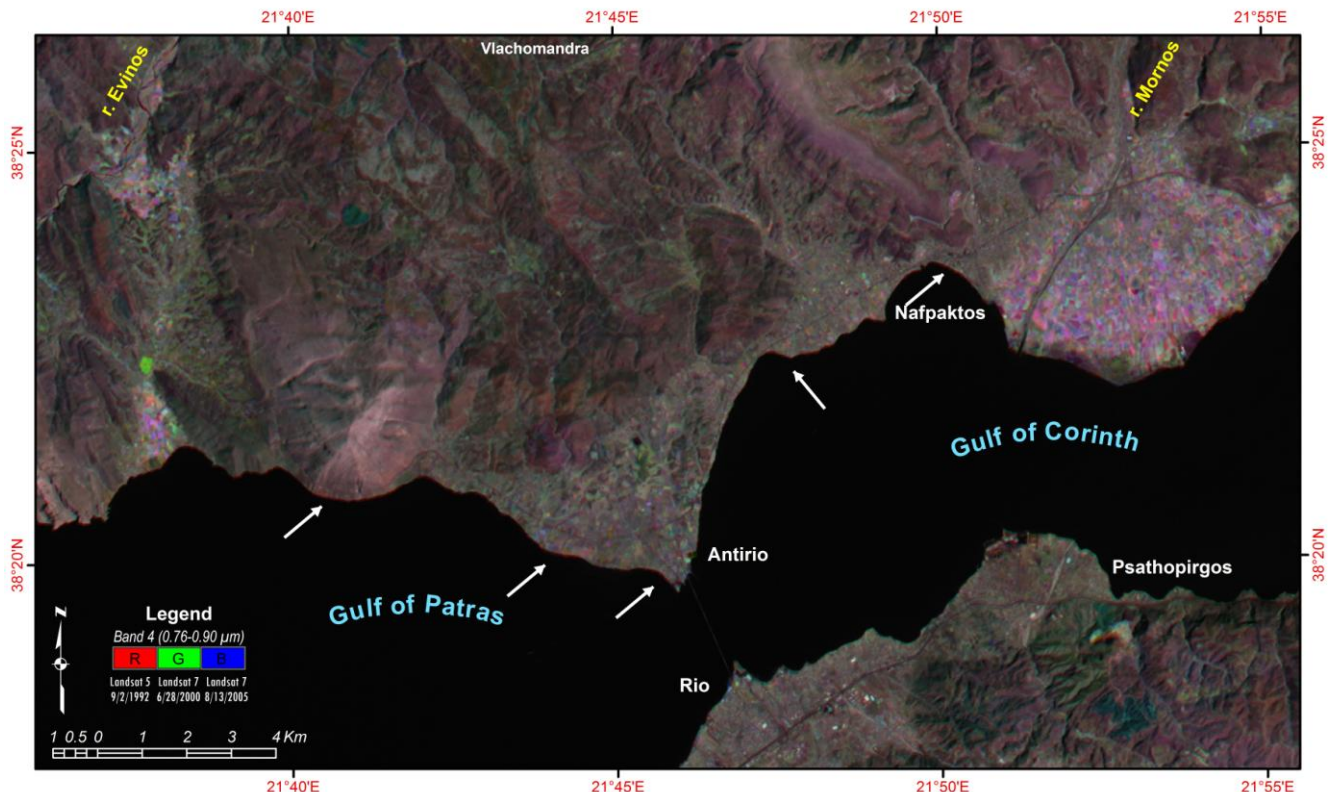 21°40'E 21°45'E 21°50'E 21°55'E
Vlachomandra
r. Evinos
r. Mornos
38°25'N 38°25'N
Nafpaktos
Gulf of Corinth
Antirio
38°20'N 38°20'N
Psathopirgos
Gulf of Patras
Rio
N
Legend
Band 4 (0.76-0.90 µm)
R G B
Landsat 5 Landsat 7 Landsat 7
9/2/1992 6/28/2000 8/13/2005
1 0.5 0 1 2 3 4 Km
21°40'E 21°45'E 21°50'E 21°55'E